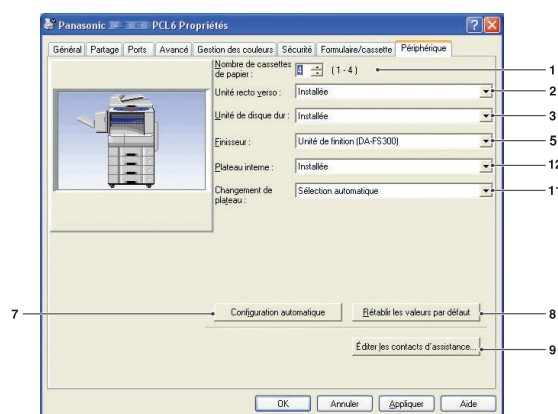 Panasonic PCL6 Propriétés
Général Partage Ports Avancé Gestion des couleurs Sécurité Formulaire/cassette Périphérique
Nombre de cassettes de papier : 4 (1 - 4) 1
Unité recto verso : Installée 2
Unité de disque dur : Installée 3
Finisseur : Unité de finition (DA-FS300) 5
Plateau interne : Installée 12
Changement de plateau : Sélection automatique 11
7 Configuration automatique Rétablir les valeurs par défaut 8
Éditer les contacts d'assistance... 9
OK Annuler Appliquer Aide